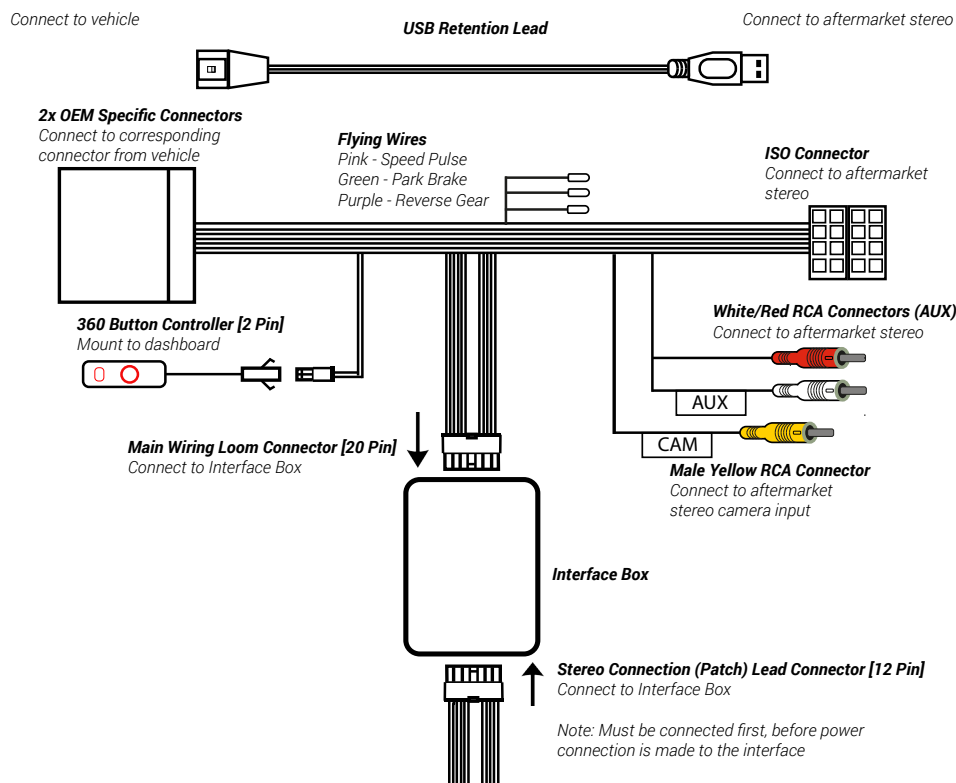 Connect to vehicle
USB Retention Lead
Connect to aftermarket stereo
2x OEM Specific Connectors
Connect to corresponding
connector from vehicle
Flying Wires
Pink - Speed Pulse
Green - Park Brake
Purple - Reverse Gear
ISO Connector
Connect to aftermarket
stereo
360 Button Controller [2 Pin]
Mount to dashboard
White/Red RCA Connectors (AUX)
Connect to aftermarket stereo
AUX
CAM
Main Wiring Loom Connector [20 Pin]
Connect to Interface Box
Male Yellow RCA Connector
Connect to aftermarket
stereo camera input
Interface Box
Stereo Connection (Patch) Lead Connector [12 Pin]
Connect to Interface Box
Note: Must be connected first, before power
connection is made to the interface